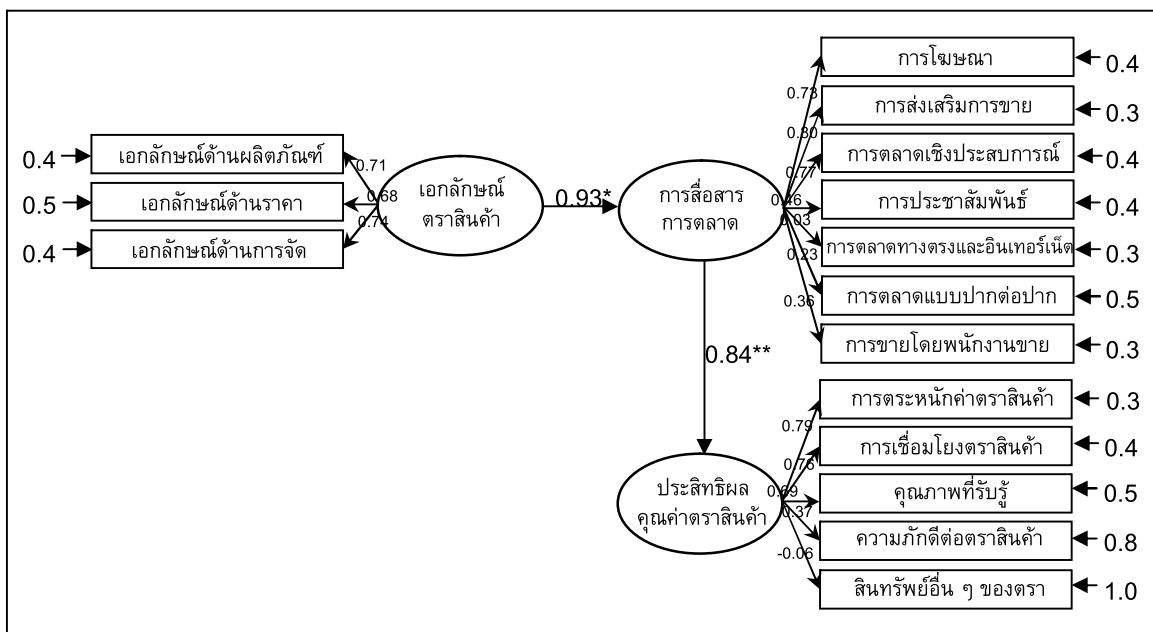 0.4
เอกลักษณ์ด้านผลิตภัณฑ์
0.71
0.5
เอกลักษณ์ด้านราคา
0.68
0.4
เอกลักษณ์ด้านการจัด
0.74
เอกลักษณ์
ตราสินค้า
0.93*
การสื่อสาร
การตลาด
0.73
การโฆษณา
0.4
0.80
การส่งเสริมการขาย
0.3
0.77
การตลาดเชิงประสบการณ์
0.4
0.46
การประชาสัมพันธ์
0.4
0.03
การตลาดทางตรงและอินเทอร์เน็ต
0.3
0.23
การตลาดแบบปากต่อปาก
0.5
0.36
การขายโดยพนักงานขาย
0.3
0.84**
ประสิทธิผล
คุณค่าตราสินค้า
0.79
การตระหนักค่าตราสินค้า
0.3
0.76
การเชื่อมโยงตราสินค้า
0.4
0.69
คุณภาพที่รับรู้
0.5
0.37
ความภักดีต่อตราสินค้า
0.8
-0.06
สินทรัพย์อื่น ๆ ของตรา
1.0